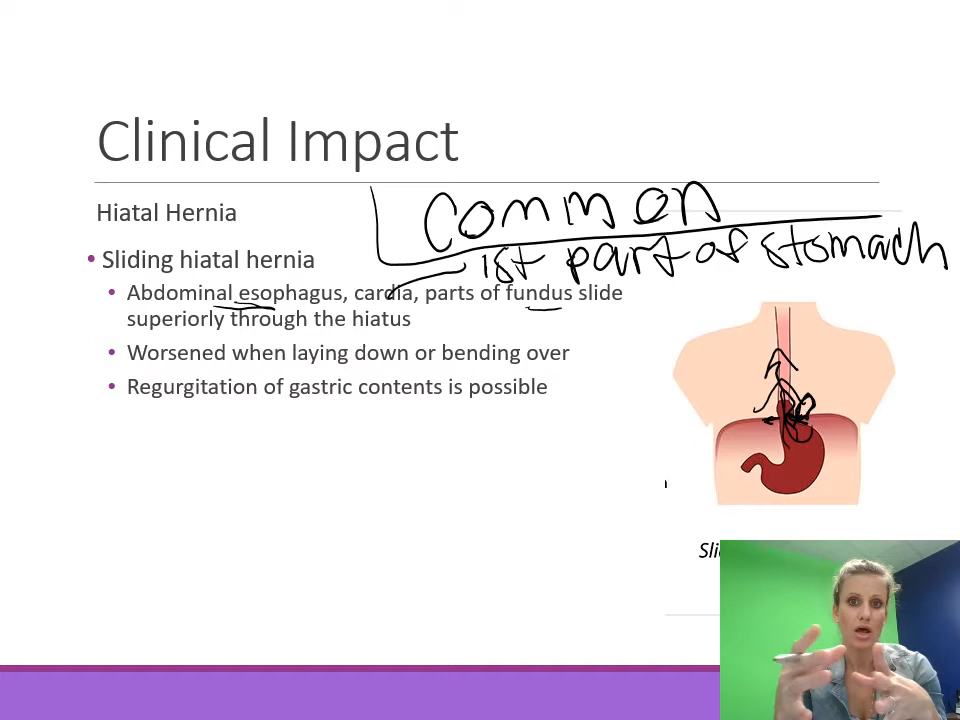 Clinical Impact
Hiatal Hernia
common
• Sliding hiatal hernia
1st part of stomach
• Abdominal esophagus, cardia, parts of fundus slide
superiorly through the hiatus
• Worsened when laying down or bending over
• Regurgitation of gastric contents is possible